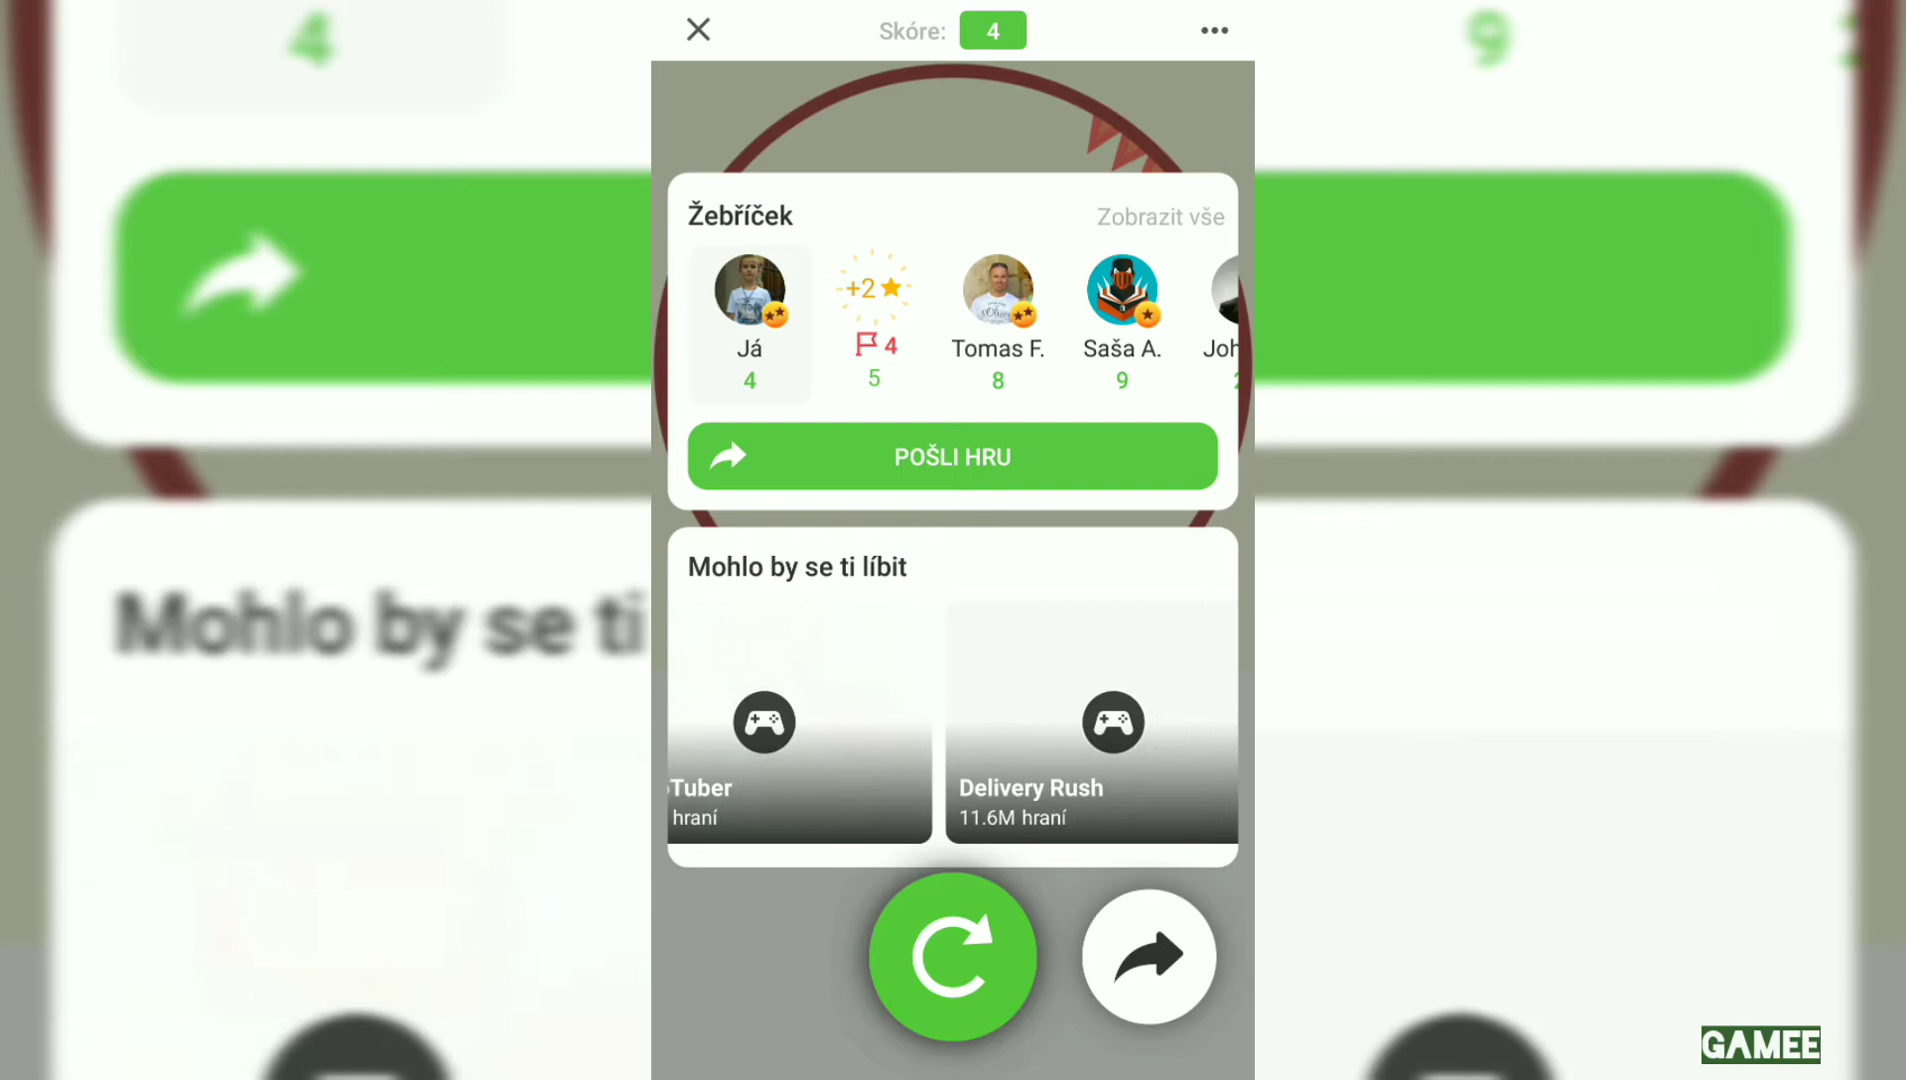 Skóre: 4
Žebříček
Zobrazit vše
+2
4
Já
Tomas F.
Saša A.
Joh
4
5
8
9
POŠLI HRU
Mohlo by se ti líbit
Tuber
hraní
Delivery Rush
11.6M hraní
4
9
Mohlo by se ti
GAMEE